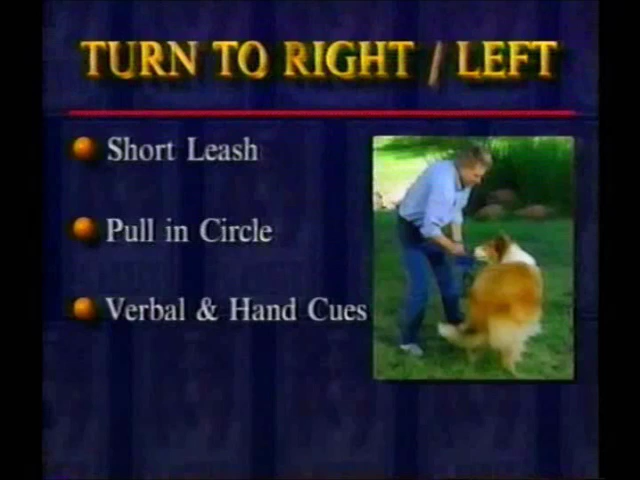 TURN TO RIGHT / LEFT
Short Leash
Pull in Circle
Verbal & Hand Cues